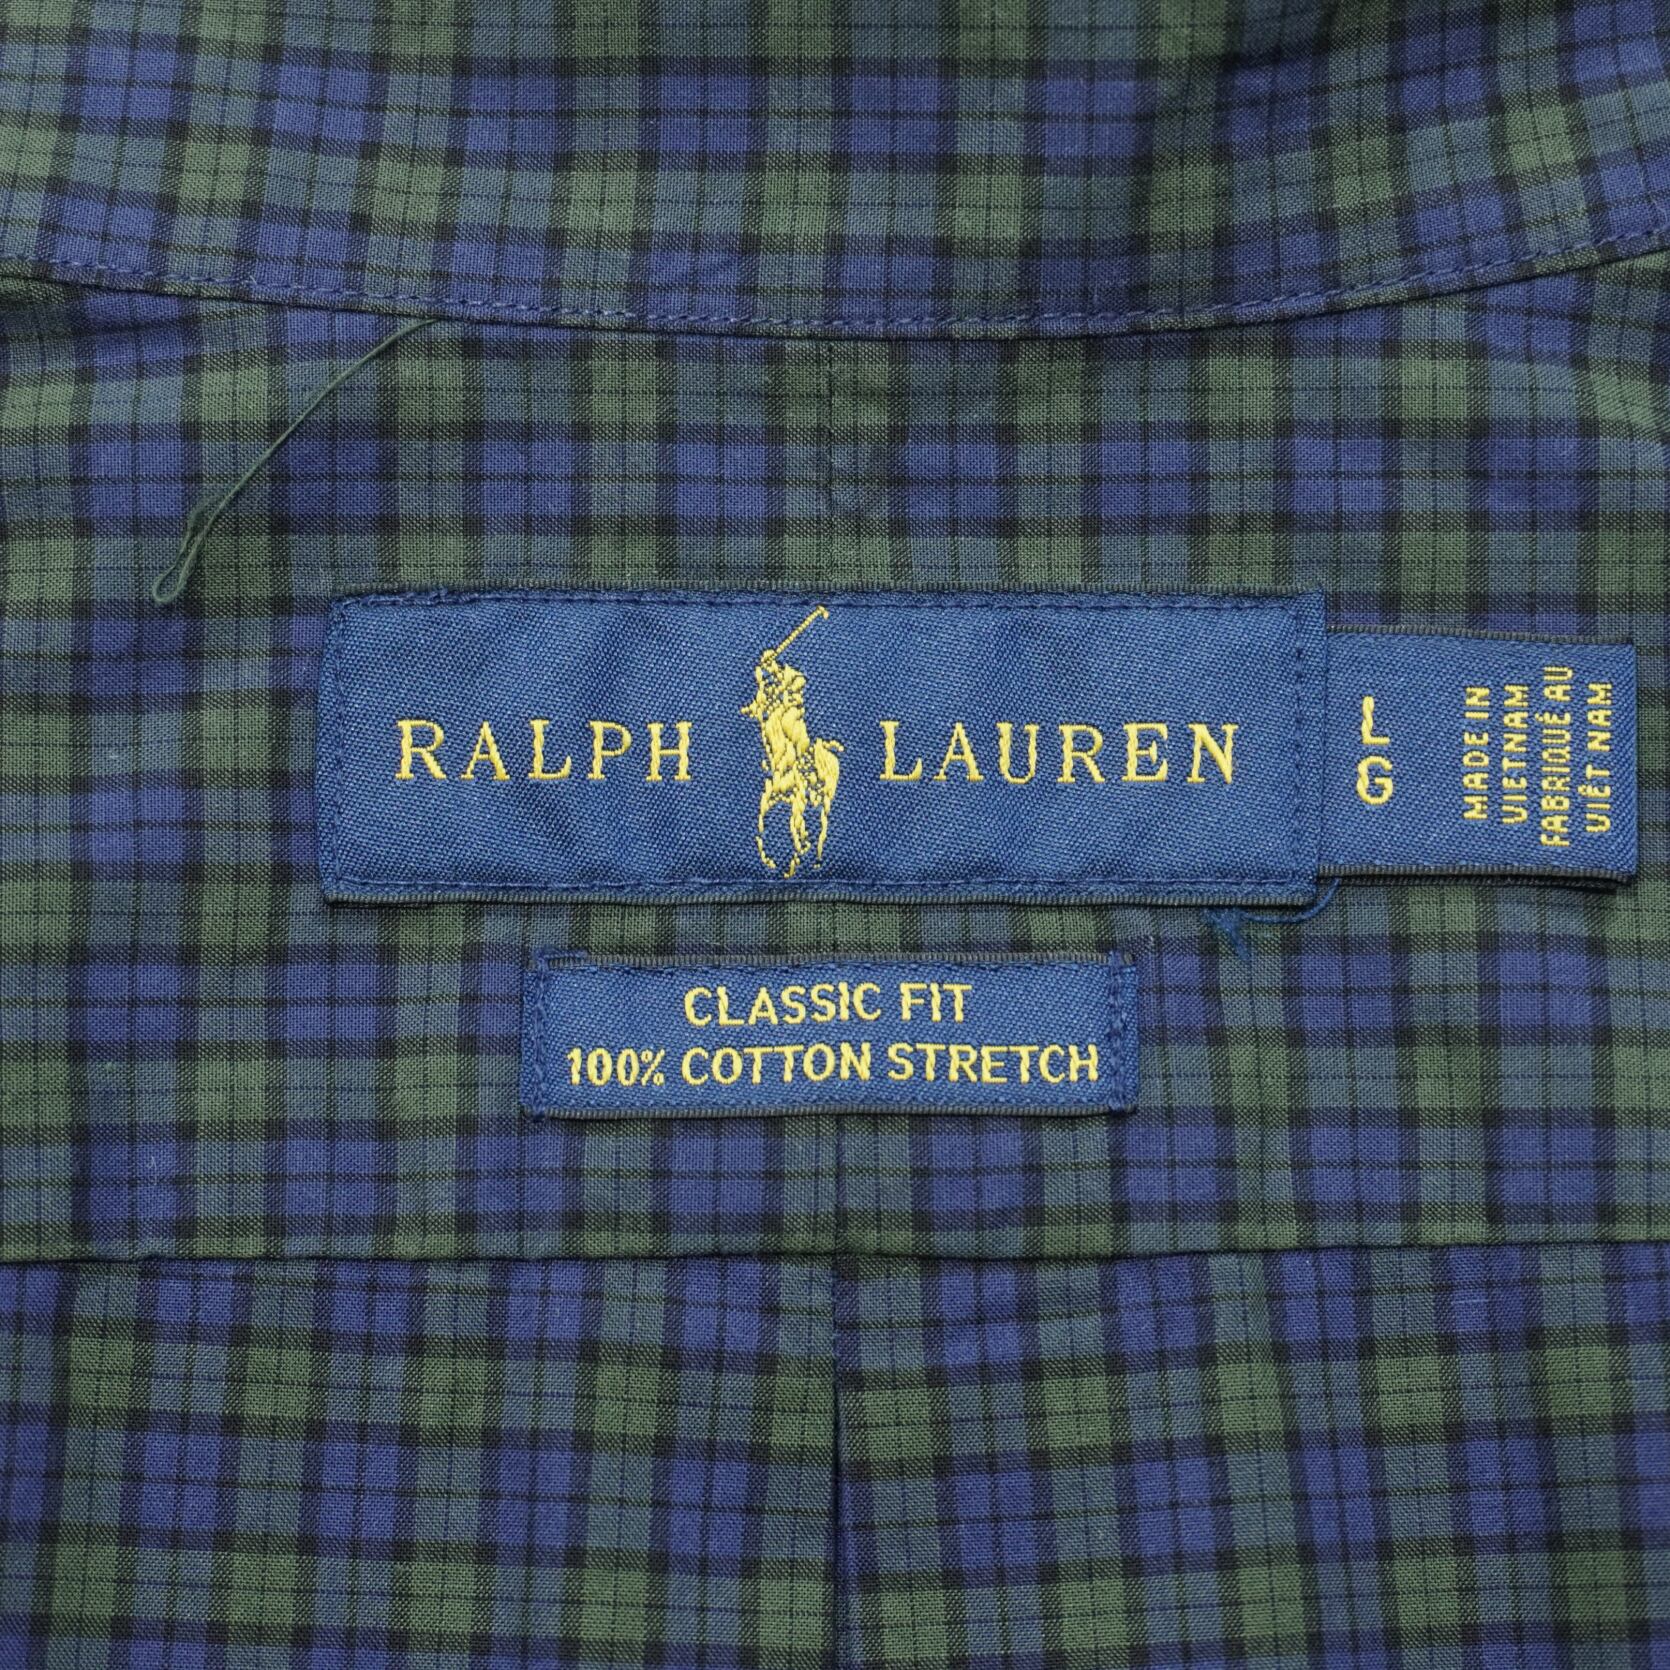 RALPH LAUREN
L
G
MADE IN
VIETNAM
FABRIQUÉ AU
VIÊT NAM
CLASSIC FIT
100% COTTON STRETCH